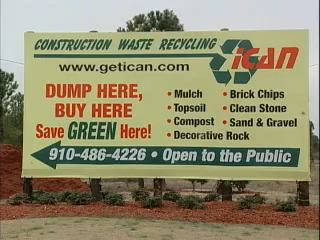 CONSTRUCTION WASTE RECYCLING
iCAN
www.getican.com
DUMP HERE,
BUY HERE
Save GREEN Here!
• Mulch
• Topsoil
• Compost
• Decorative Rock
• Brick Chips
• Clean Stone
• Sand & Gravel
910-486-4226 • Open to the Public